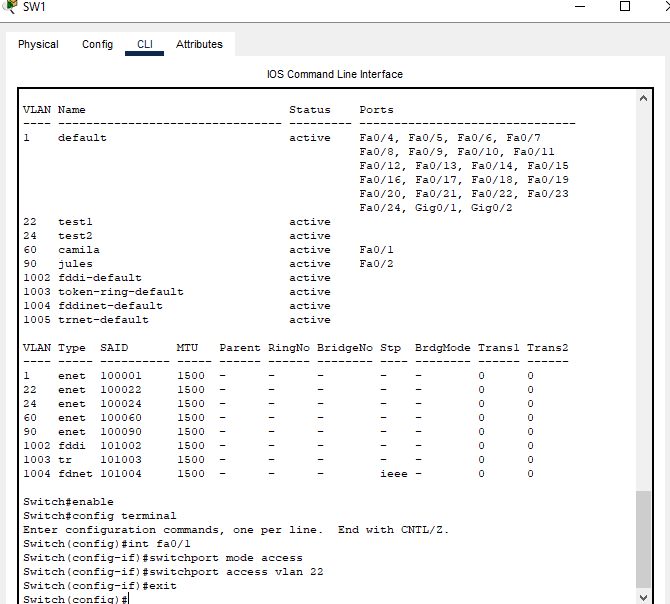 SW1
Physical Config CLI Attributes
IOS Command Line Interface
VLAN Name                             Status    Ports
---- -------------------------------- --------- -------------------------------
1    default                          active    Fa0/4, Fa0/5, Fa0/6, Fa0/7
                                                Fa0/8, Fa0/9, Fa0/10, Fa0/11
                                                Fa0/12, Fa0/13, Fa0/14, Fa0/15
                                                Fa0/16, Fa0/17, Fa0/18, Fa0/19
                                                Fa0/20, Fa0/21, Fa0/22, Fa0/23
                                                Fa0/24, Gig0/1, Gig0/2
22   test1                            active
24   test2                            active
60   camila                           active    Fa0/1
90   jules                            active    Fa0/2
1002 fddi-default                     active
1003 token-ring-default               active
1004 fddinet-default                  active
1005 trnet-default                    active
VLAN Type  SAID       MTU   Parent RingNo BridgeNo Stp  BrdgMode Trans1 Trans2
---- ----- ---------- ----- ------ ------ -------- ---- -------- ------ ------
1    enet  100001     1500  -      -      -        -    -        0      0
22   enet  100022     1500  -      -      -        -    -        0      0
24   enet  100024     1500  -      -      -        -    -        0      0
60   enet  100060     1500  -      -      -        -    -        0      0
90   enet  100090     1500  -      -      -        -    -        0      0
1002 fddi  101002     1500  -      -      -        -    -        0      0
1003 tr    101003     1500  -      -      -        -    -        0      0
1004 fdnet 101004     1500  -      -      -        ieee -        0      0
Switch#enable
Switch#config terminal
Enter configuration commands, one per line.  End with CNTL/Z.
Switch(config)#int fa0/1
Switch(config-if)#switchport mode access
Switch(config-if)#switchport access vlan 22
Switch(config-if)#exit
Switch(config)#